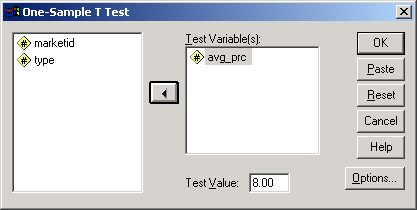 One-Sample T Test
marketid
type
Test Variable(s):
avg_prc
Test Value: 8.00
OK
Paste
Reset
Cancel
Help
Options...